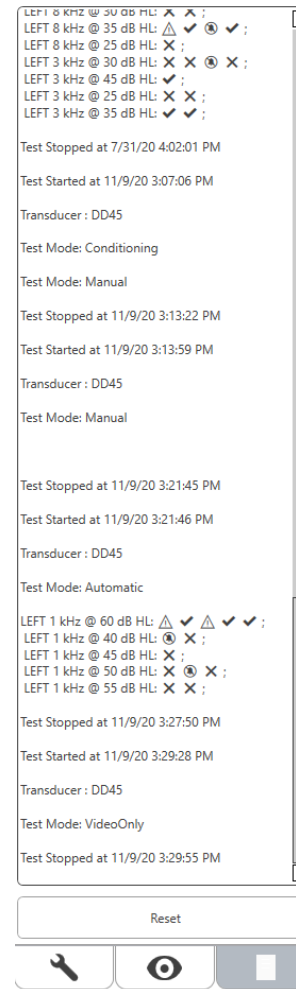 LEFT 8 kHz @ 30 dB HL: ✕ ✕ ;
LEFT 8 kHz @ 35 dB HL: ⚠ ✔ 🔕 ✔ ;
LEFT 8 kHz @ 25 dB HL: ✕ ;
LEFT 3 kHz @ 30 dB HL: ✕ ✕ 🔕 ✕ ;
LEFT 3 kHz @ 45 dB HL: ✔ ;
LEFT 3 kHz @ 25 dB HL: ✕ ✕ ;
LEFT 3 kHz @ 35 dB HL: ✔ ✔ ;
Test Stopped at 7/31/20 4:02:01 PM
Test Started at 11/9/20 3:07:06 PM
Transducer : DD45
Test Mode: Conditioning
Test Mode: Manual
Test Stopped at 11/9/20 3:13:22 PM
Test Started at 11/9/20 3:13:59 PM
Transducer : DD45
Test Mode: Manual
Test Stopped at 11/9/20 3:21:45 PM
Test Started at 11/9/20 3:21:46 PM
Transducer : DD45
Test Mode: Automatic
LEFT 1 kHz @ 60 dB HL: ⚠ ✔ ⚠ ✔ ✔ ;
LEFT 1 kHz @ 40 dB HL: 🔕 ✕ ;
LEFT 1 kHz @ 45 dB HL: ✕ ;
LEFT 1 kHz @ 50 dB HL: ✕ 🔕 ✕ ;
LEFT 1 kHz @ 55 dB HL: ✕ ✕ ;
Test Stopped at 11/9/20 3:27:50 PM
Test Started at 11/9/20 3:29:28 PM
Transducer : DD45
Test Mode: VideoOnly
Test Stopped at 11/9/20 3:29:55 PM
Reset